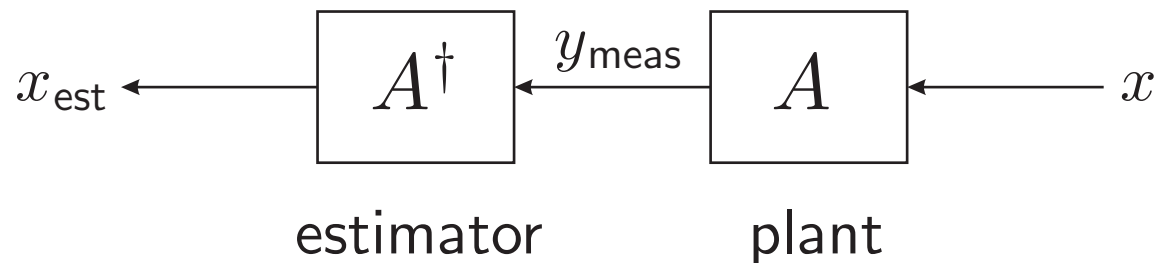 x_est A† y_meas A x
estimator plant